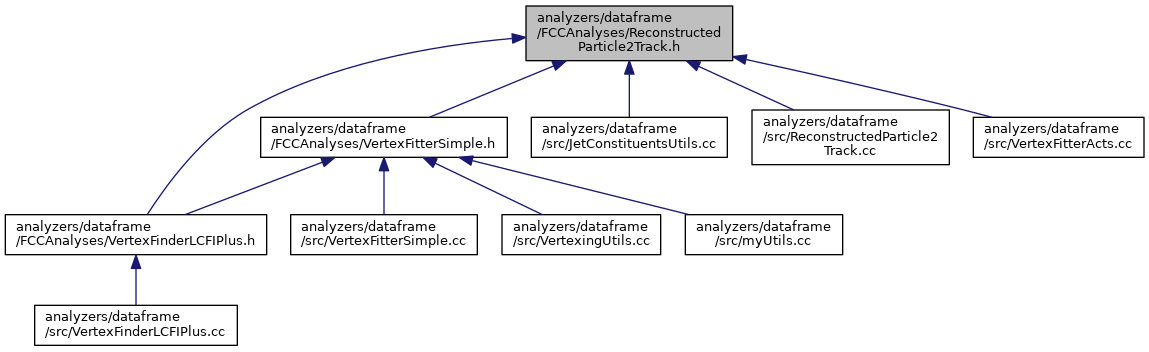 analyzers/dataframe
/FCCAnalyses/Reconstructed
Particle2Track.h
analyzers/dataframe
/FCCAnalyses/VertexFitterSimple.h
analyzers/dataframe
/src/JetConstituentsUtils.cc
analyzers/dataframe
/src/ReconstructedParticle2
Track.cc
analyzers/dataframe
/src/VertexFitterActs.cc
analyzers/dataframe
/FCCAnalyses/VertexFinderLCFIPlus.h
analyzers/dataframe
/src/VertexFitterSimple.cc
analyzers/dataframe
/src/VertexingUtils.cc
analyzers/dataframe
/src/myUtils.cc
analyzers/dataframe
/src/VertexFinderLCFIPlus.cc